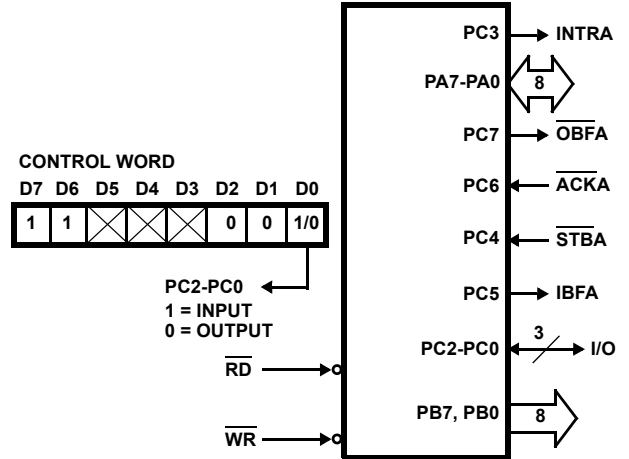 PC3 INTRA
PA7-PA0 8
PC7 OBFA
CONTROL WORD
D7 D6 D5 D4 D3 D2 D1 D0
1 1 0 0 1/0
PC6 ACKA
PC4 STBA
PC2-PC0
1 = INPUT
0 = OUTPUT
PC5 IBFA
PC2-PC0 3 I/O
RD
PB7, PB0 8
WR